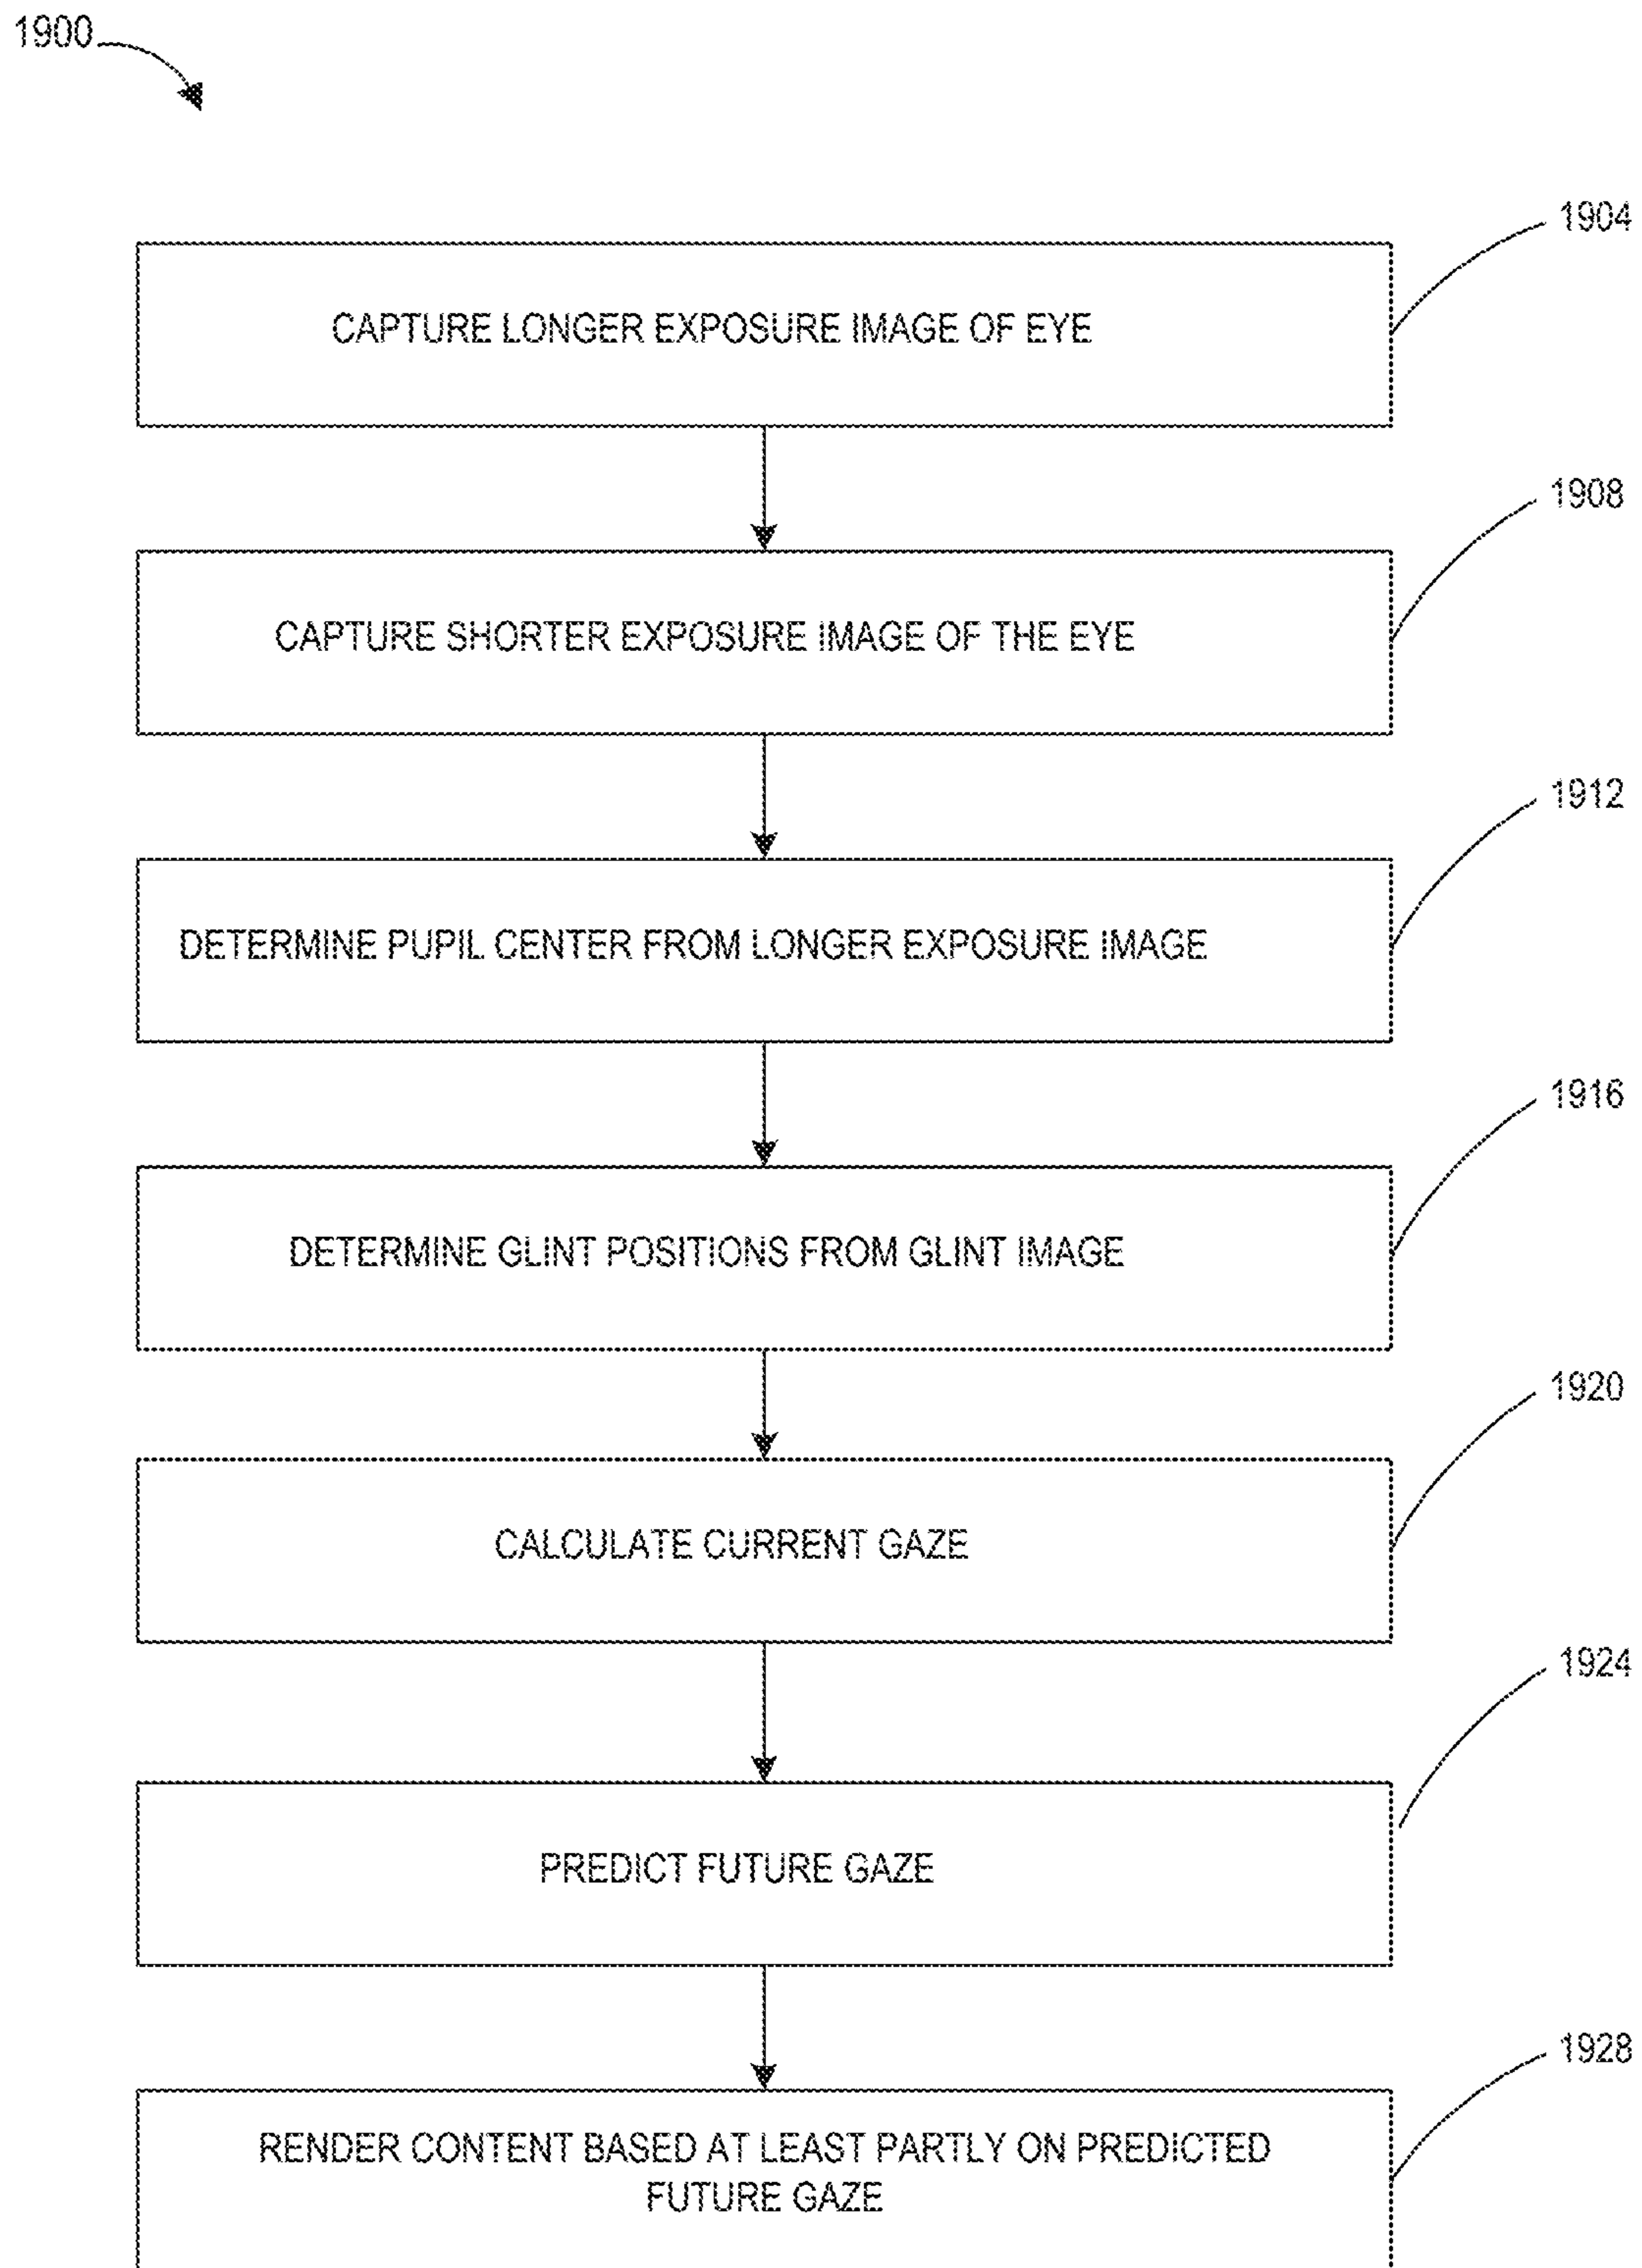 1900
1904
CAPTURE LONGER EXPOSURE IMAGE OF EYE
1908
CAPTURE SHORTER EXPOSURE IMAGE OF THE EYE
1912
DETERMINE PUPIL CENTER FROM LONGER EXPOSURE IMAGE
1916
DETERMINE GLINT POSITIONS FROM GLINT IMAGE
1920
CALCULATE CURRENT GAZE
1924
PREDICT FUTURE GAZE
1928
RENDER CONTENT BASED AT LEAST PARTLY ON PREDICTED
FUTURE GAZE